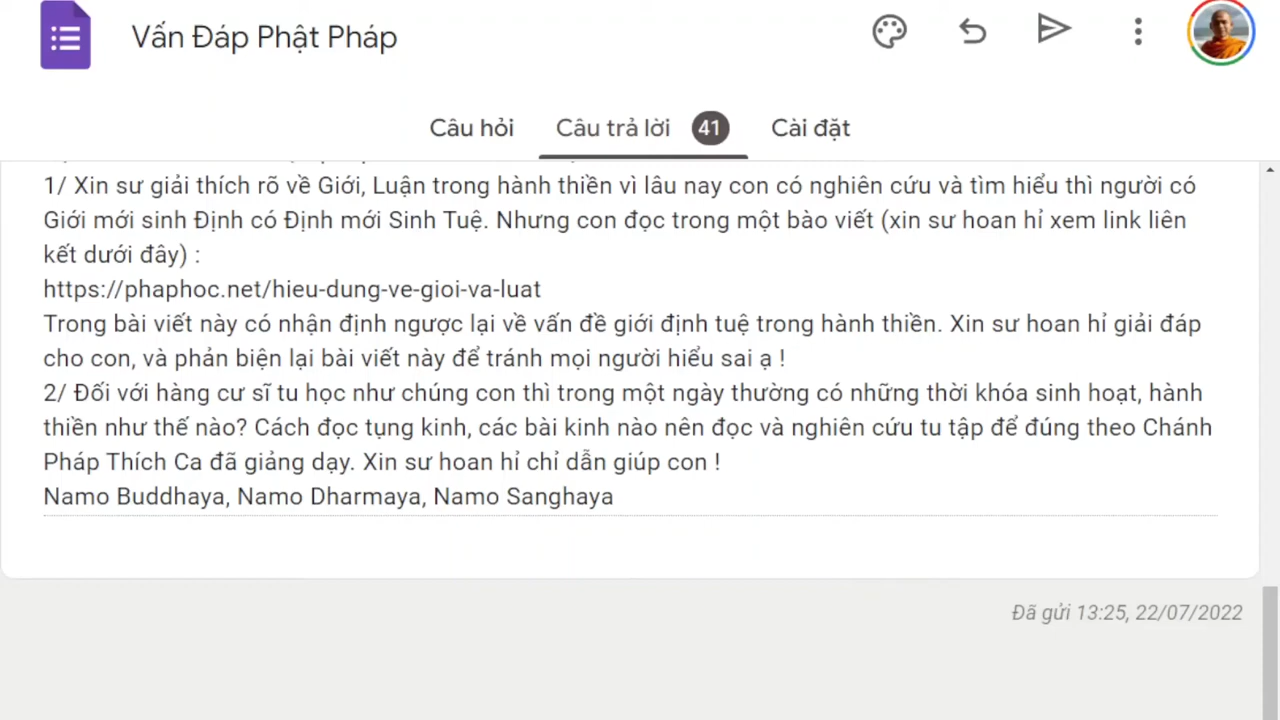 Vấn Đáp Phật Pháp
Câu hỏi
Câu trả lời 41
Cài đặt
1/ Xin sư giải thích rõ về Giới, Luận trong hành thiền vì lâu nay con có nghiên cứu và tìm hiểu thì người có
Giới mới sinh Định có Định mới Sinh Tuệ. Nhưng con đọc trong một bào viết (xin sư hoan hỉ xem link liên
kết dưới đây) :
https://phaphoc.net/hieu-dung-ve-gioi-va-luat
Trong bài viết này có nhận định ngược lại về vấn đề giới định tuệ trong hành thiền. Xin sư hoan hỉ giải đáp
cho con, và phản biện lại bài viết này để tránh mọi người hiểu sai ạ !
2/ Đối với hàng cư sĩ tu học như chúng con thì trong một ngày thường có những thời khóa sinh hoạt, hành
thiền như thế nào? Cách đọc tụng kinh, các bài kinh nào nên đọc và nghiên cứu tu tập để đúng theo Chánh
Pháp Thích Ca đã giảng dạy. Xin sư hoan hỉ chỉ dẫn giúp con !
Namo Buddhaya, Namo Dharmaya, Namo Sanghaya
Đã gửi 13:25, 22/07/2022